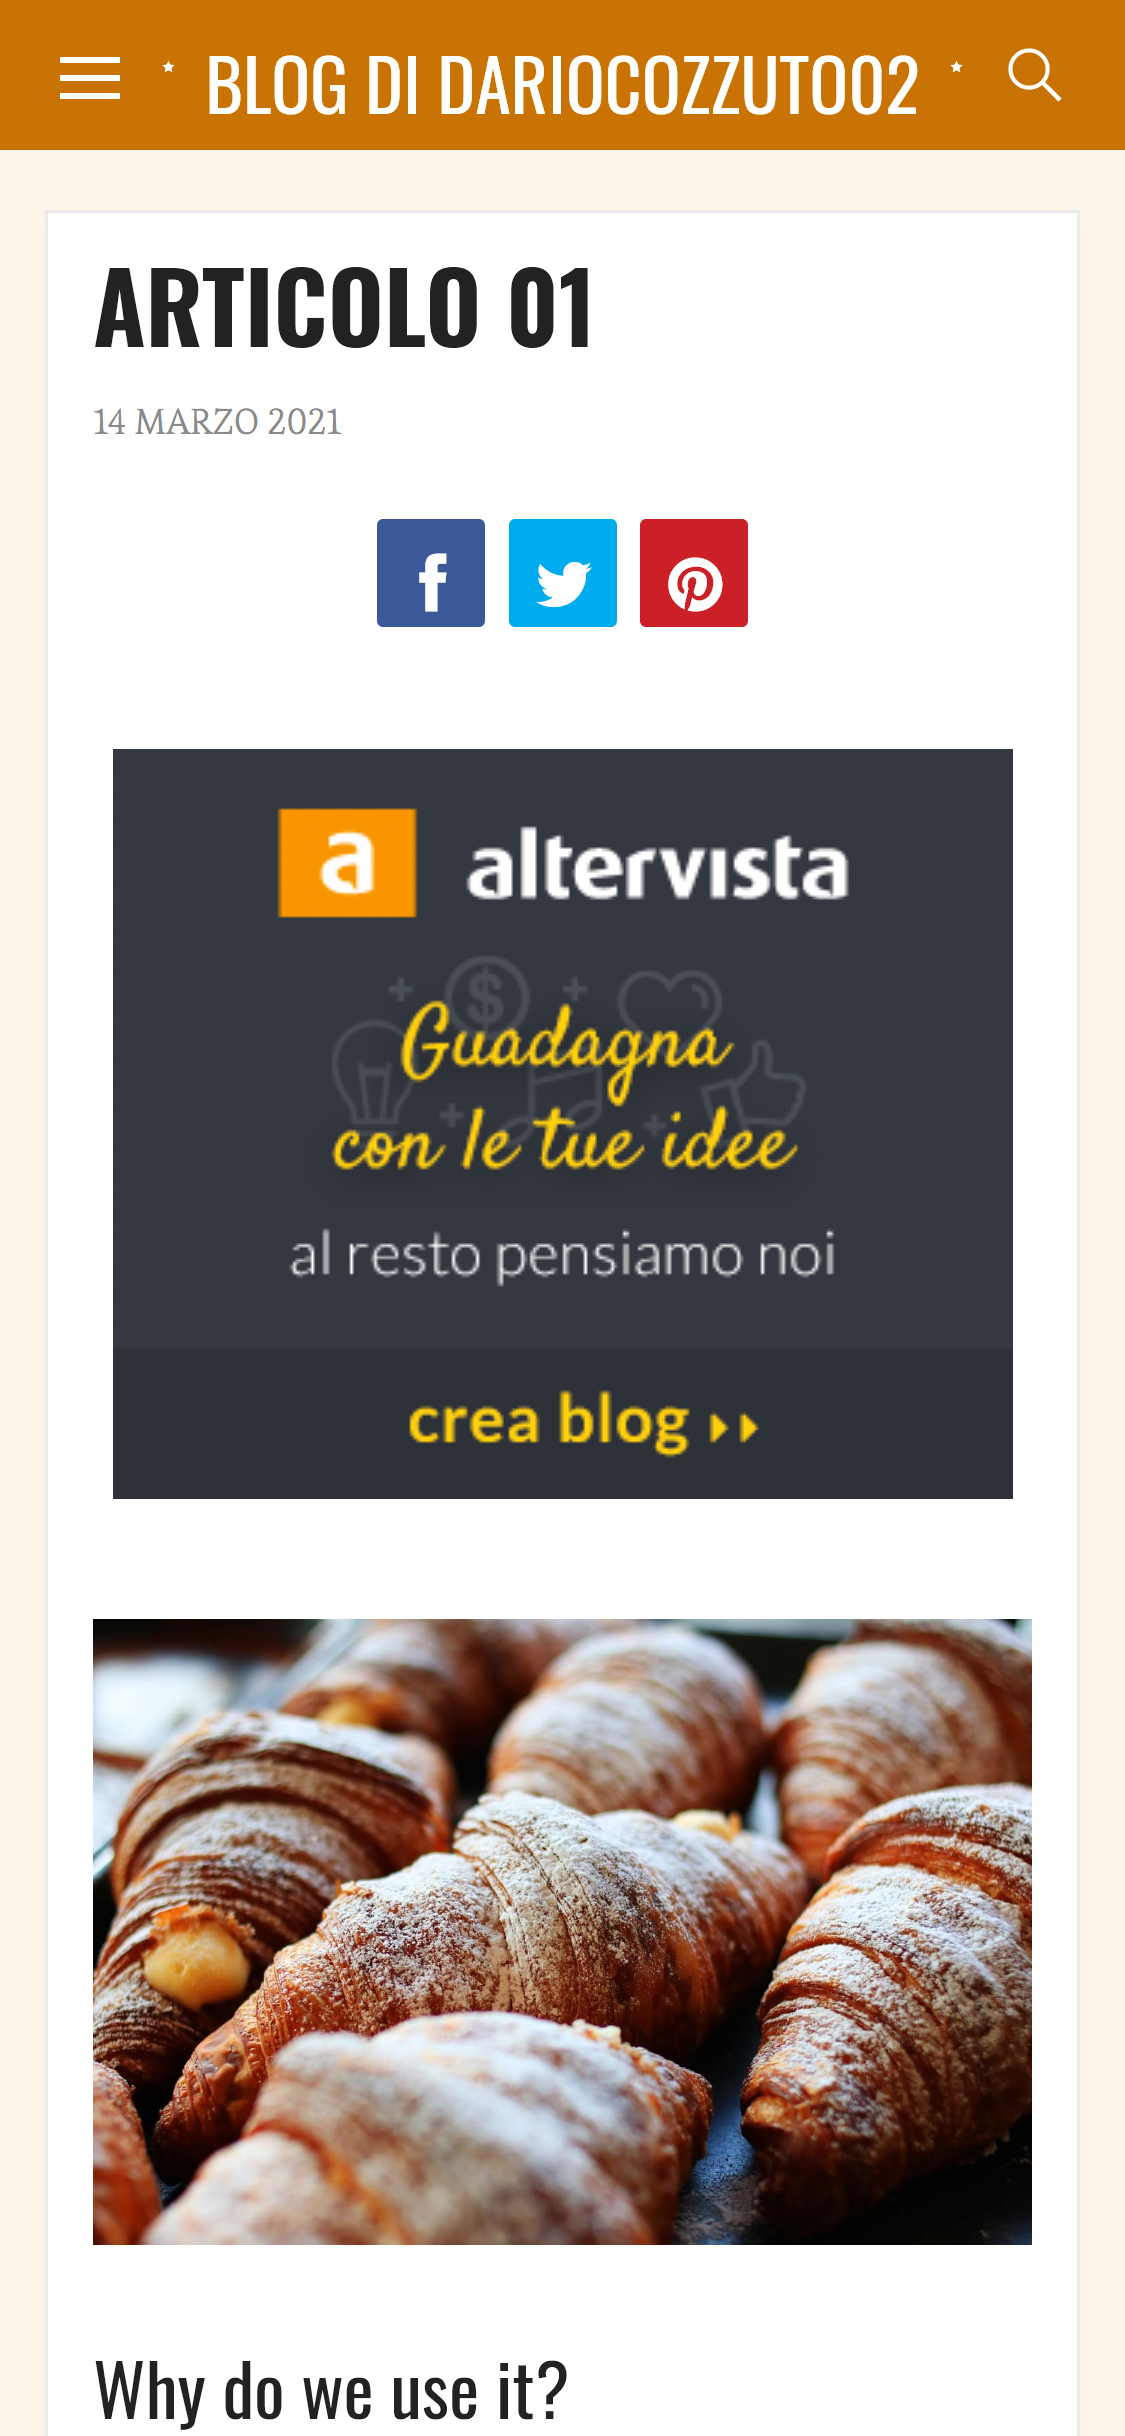 BLOG DI DARIOCOZZUTO02
ARTICOLO 01
14 MARZO 2021
a altervista
Guadagna
con le tue idee
al resto pensiamo noi
crea blog
Why do we use it?